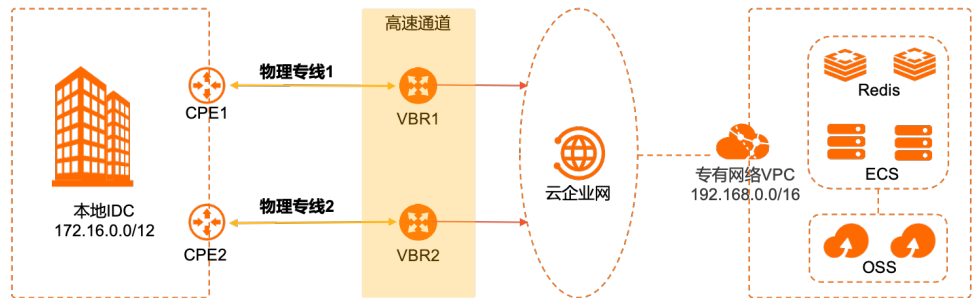 高速通道
物理专线1
CPE1
VBR1
本地IDC
172.16.0.0/12
物理专线2
CPE2
VBR2
云企业网
专有网络VPC
192.168.0.0/16
Redis
ECS
OSS